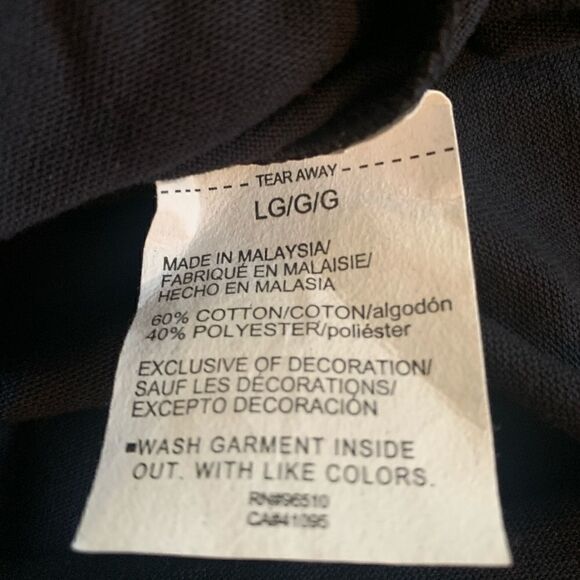 TEAR AWAY
LG/G/G
MADE IN MALAYSIA/
FABRIQUÉ EN MALAISIE/
HECHO EN MALASIA
60% COTTON/COTON/algodón
40% POLYESTER/poliéster
EXCLUSIVE OF DECORATION/
SAUF LES DÉCORATIONS/
EXCEPTO DECORACIÓN
■WASH GARMENT INSIDE
OUT. WITH LIKE COLORS.
RN#96510
CA#41095